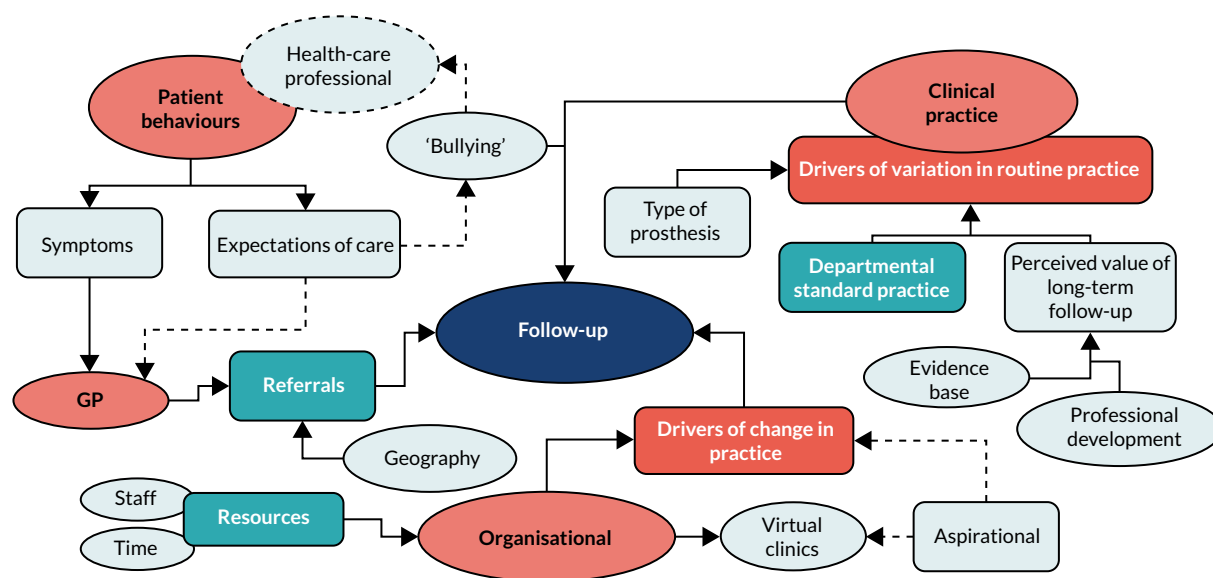 Health-care
professional
Patient
behaviours
'Bullying'
Clinical
practice
Drivers of variation in routine practice
Type of
prosthesis
Symptoms
Expectations of care
Departmental
standard practice
Perceived value of
long-term
follow-up
Follow-up
Evidence
base
Professional
development
GP
Referrals
Geography
Drivers of change in
practice
Staff
Time
Resources
Organisational
Virtual
clinics
Aspirational